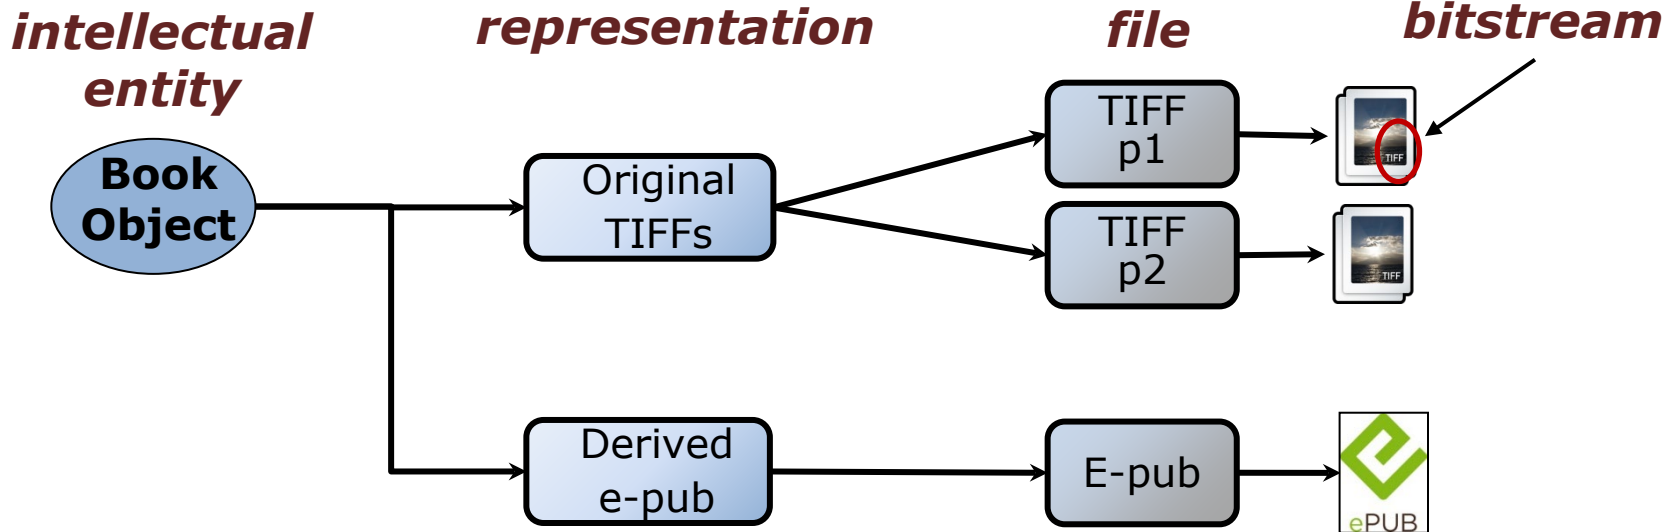 intellectual
entity
representation
file
bitstream
Book
Object
Original
TIFFs
TIFF
p1
TIFF
TIFF
p2
TIFF
Derived
e-pub
E-pub
ePUB